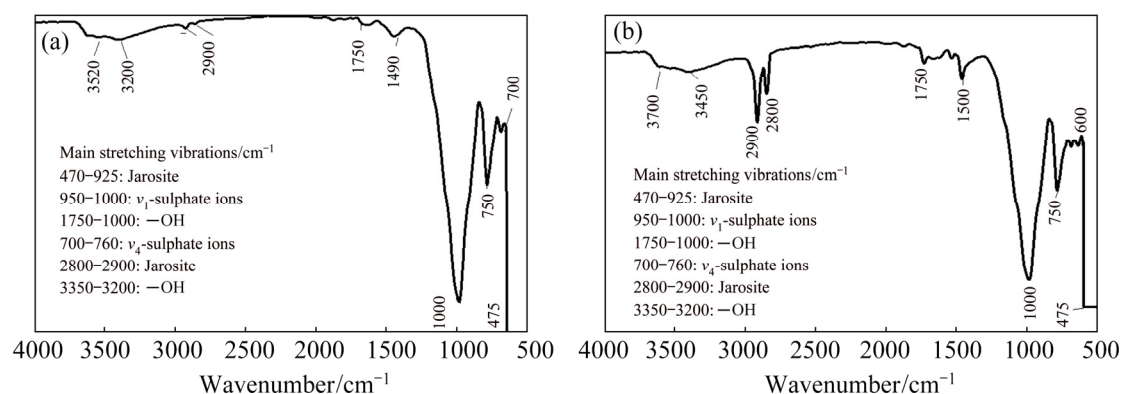 (a)
3520
3200
2900
1750
1490
1000
750
475
700
Main stretching vibrations/cm⁻¹
470−925: Jarosite
950−1000: v₁-sulphate ions
1750−1000: —OH
700−760: v₄-sulphate ions
2800−2900: Jarosite
3350−3200: —OH
4000 3500 3000 2500 2000 1500 1000 500
Wavenumber/cm⁻¹
(b)
3700
3450
2900
2800
1750
1500
1000
750
475
600
Main stretching vibrations/cm⁻¹
470−925: Jarosite
950−1000: v₁-sulphate ions
1750−1000: —OH
700−760: v₄-sulphate ions
2800−2900: Jarosite
3350−3200: —OH
4000 3500 3000 2500 2000 1500 1000 500
Wavenumber/cm⁻¹